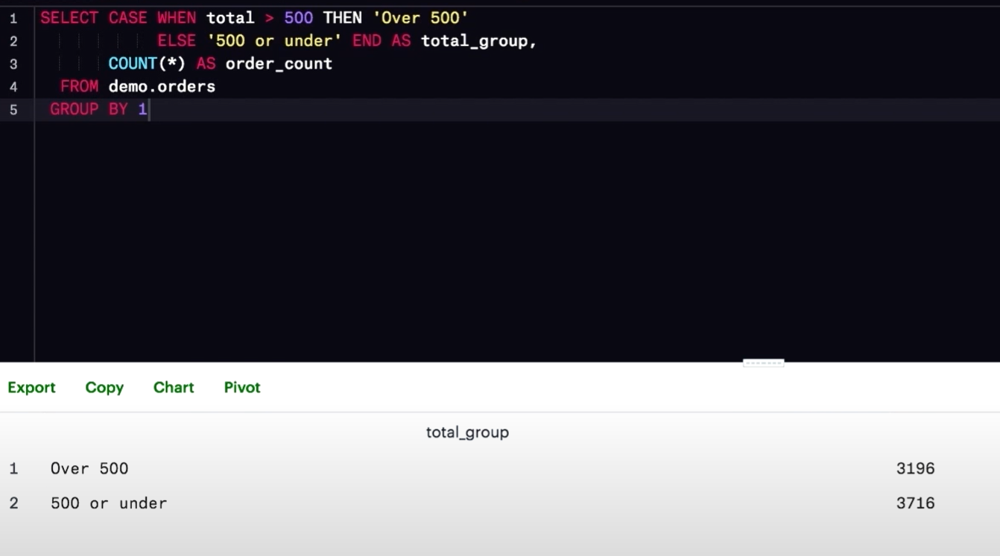 1 SELECT CASE WHEN total > 500 THEN 'Over 500'
2 ELSE '500 or under' END AS total_group,
3 COUNT(*) AS order_count
4 FROM demo.orders
5 GROUP BY 1
Export Copy Chart Pivot
total_group
1 Over 500 3196
2 500 or under 3716